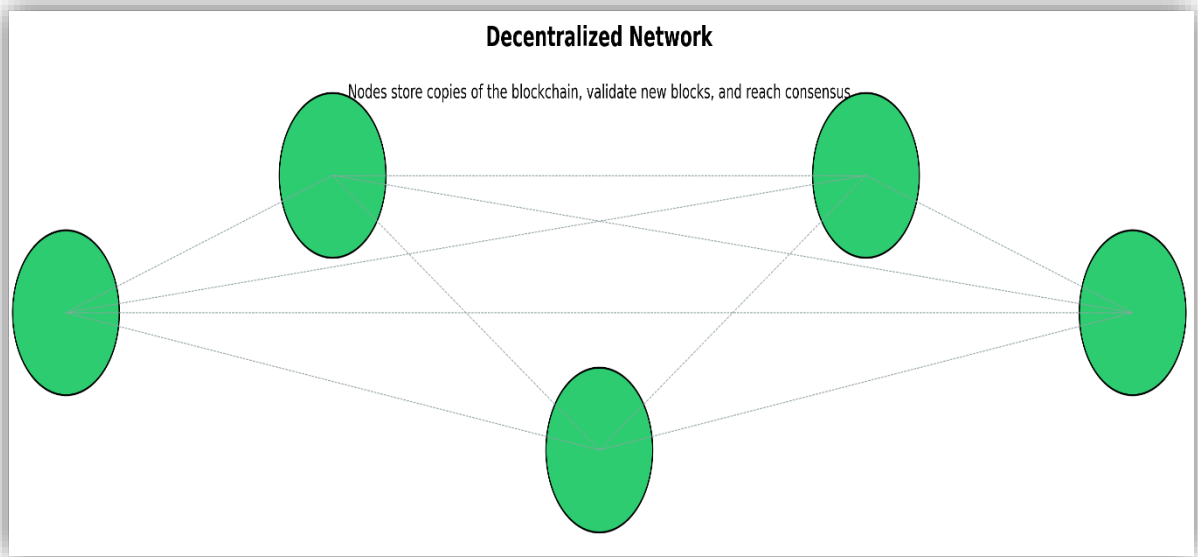 Decentralized Network
Nodes store copies of the blockchain, validate new blocks, and reach consensus